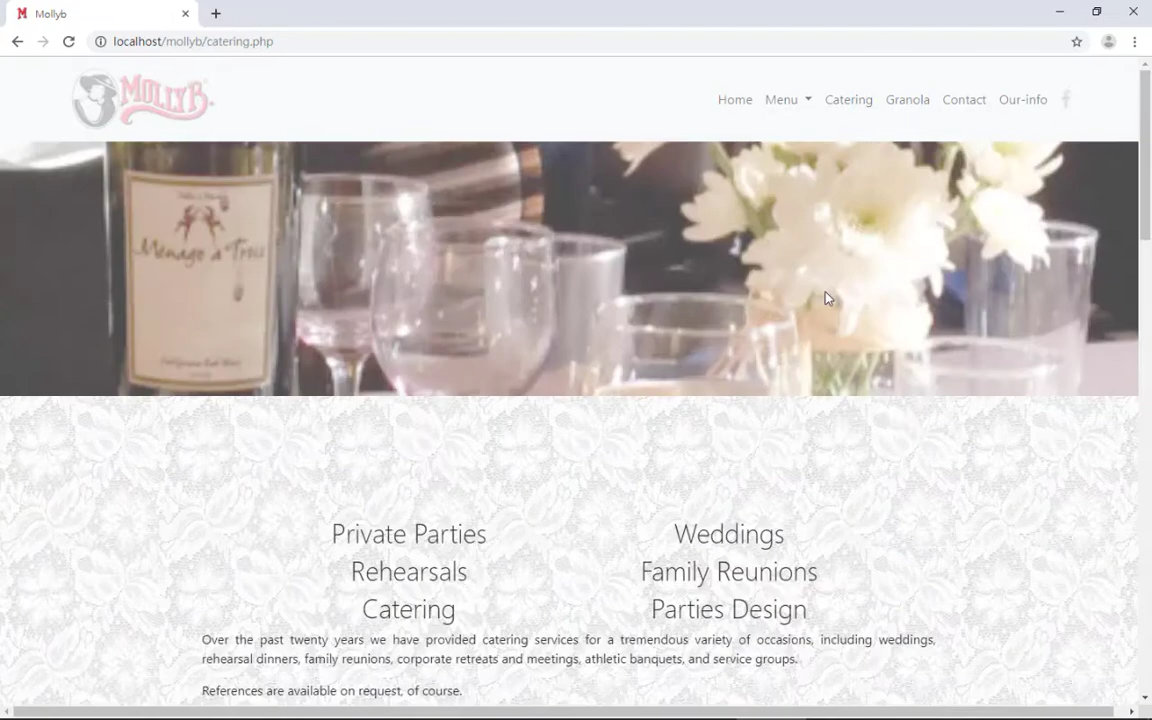 Mollyb
localhost/mollyb/catering.php
MOLLYB
Home Menu Catering Granola Contact Our-info f
Menage a Trois
Private Parties
Rehearsals
Catering
Weddings
Family Reunions
Parties Design
Over the past twenty years we have provided catering services for a tremendous variety of occasions, including weddings,
rehearsal dinners, family reunions, corporate retreats and meetings, athletic banquets, and service groups.
References are available on request, of course.